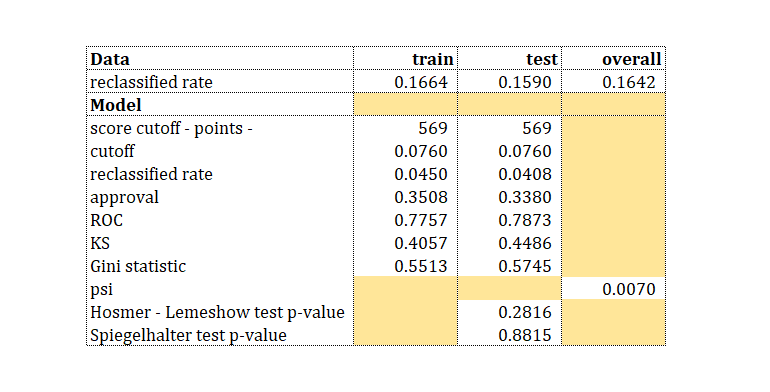 Data train test overall
reclassified rate 0.1664 0.1590 0.1642
Model
score cutoff - points - 569 569
cutoff 0.0760 0.0760
reclassified rate 0.0450 0.0408
approval 0.3508 0.3380
ROC 0.7757 0.7873
KS 0.4057 0.4486
Gini statistic 0.5513 0.5745
psi 0.0070
Hosmer - Lemeshow test p-value 0.2816
Spiegelhalter test p-value 0.8815